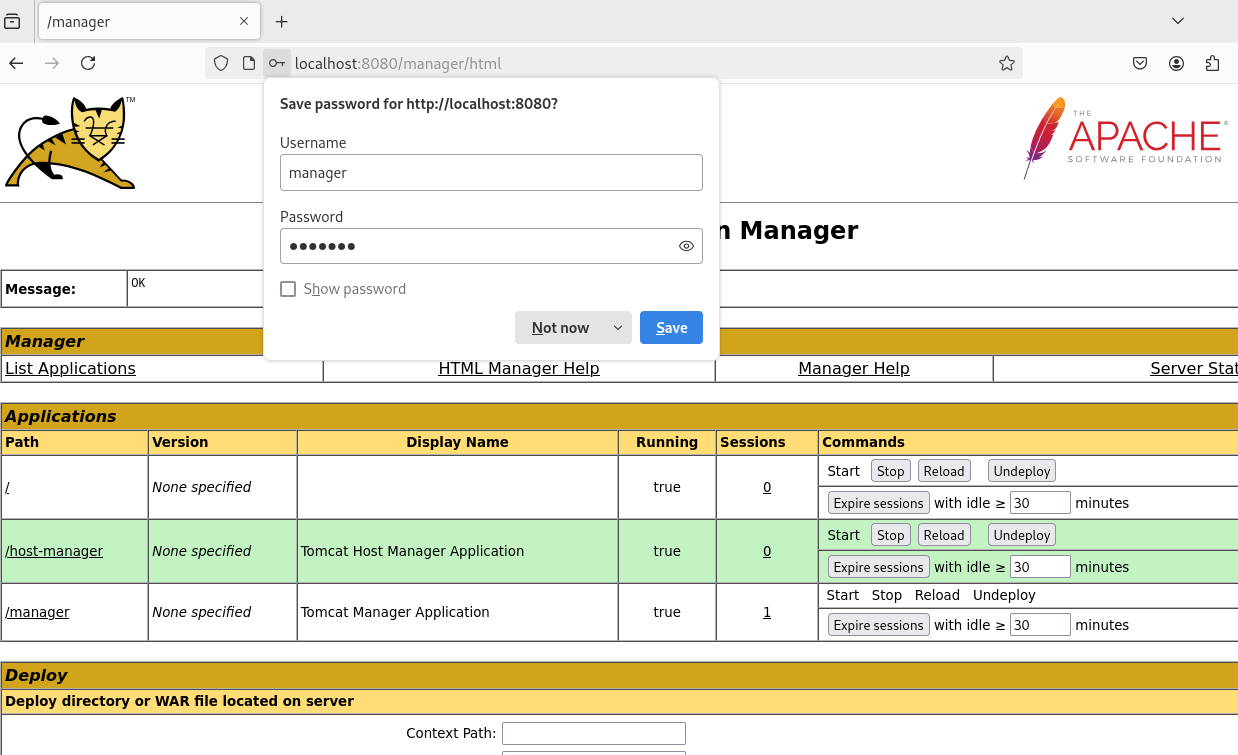 /manager
localhost:8080/manager/html
TM
Save password for http://localhost:8080?
Username
manager
Password
●●●●●●●
Show password
Not now
Save
THE
APACHE®
SOFTWARE FOUNDATION
n Manager
Message: OK
Manager
List Applications HTML Manager Help Manager Help Server Stat
Applications
Path Version Display Name Running Sessions Commands
/ None specified true 0 Start Stop Reload Undeploy
Expire sessions with idle ≥ 30 minutes
/host-manager None specified Tomcat Host Manager Application true 0 Start Stop Reload Undeploy
Expire sessions with idle ≥ 30 minutes
/manager None specified Tomcat Manager Application true 1 Start Stop Reload Undeploy
Expire sessions with idle ≥ 30 minutes
Deploy
Deploy directory or WAR file located on server
Context Path: